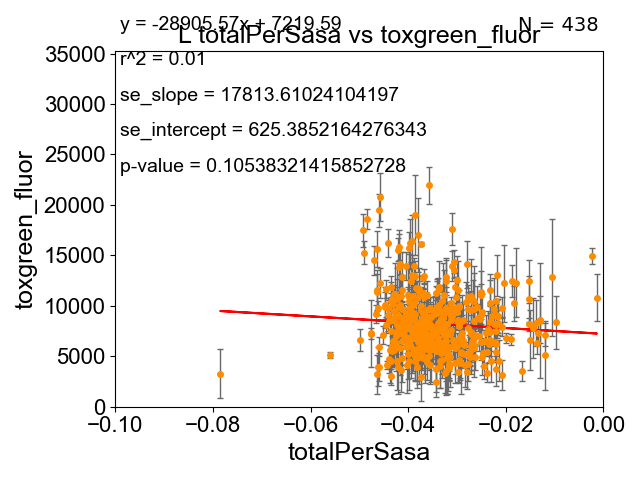 y = -28905.57x + 7219.59
N = 438
L totalPerSasa vs toxgreen_fluor
r^2 = 0.01
se_slope = 17813.61024104197
se_intercept = 625.3852164276343
p-value = 0.10538321415852728
35000
30000
25000
20000
15000
10000
5000
0
toxgreen_fluor
−0.10 −0.08 −0.06 −0.04 −0.02 0.00
totalPerSasa